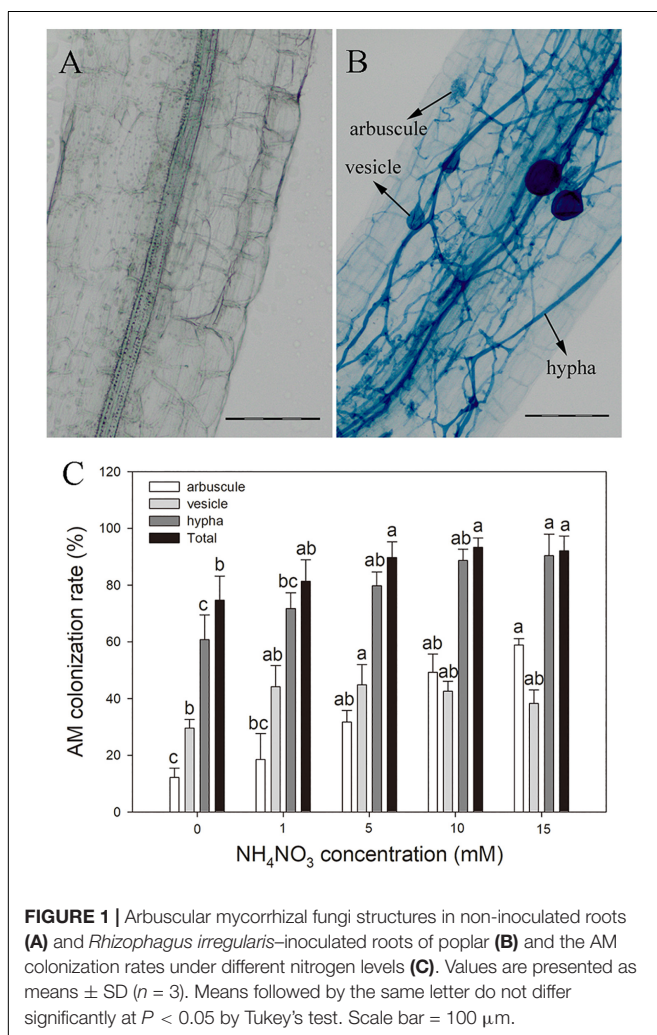 A
B
arbuscule
vesicle
hypha
C
120
100
80
60
40
20
0
AM colonization rate (%)
arbuscule
vesicle
hypha
Total
c
b
c
b
bc
ab
bc
ab
ab
a
ab
a
ab
ab
ab
a
a
ab
a
a
0
1
5
10
15
NH₄NO₃ concentration (mM)
FIGURE 1 | Arbuscular mycorrhizal fungi structures in non-inoculated roots
(A) and Rhizophagus irregularis–inoculated roots of poplar (B) and the AM
colonization rates under different nitrogen levels (C). Values are presented as
means ± SD (n = 3). Means followed by the same letter do not differ
significantly at P < 0.05 by Tukey's test. Scale bar = 100 μm.